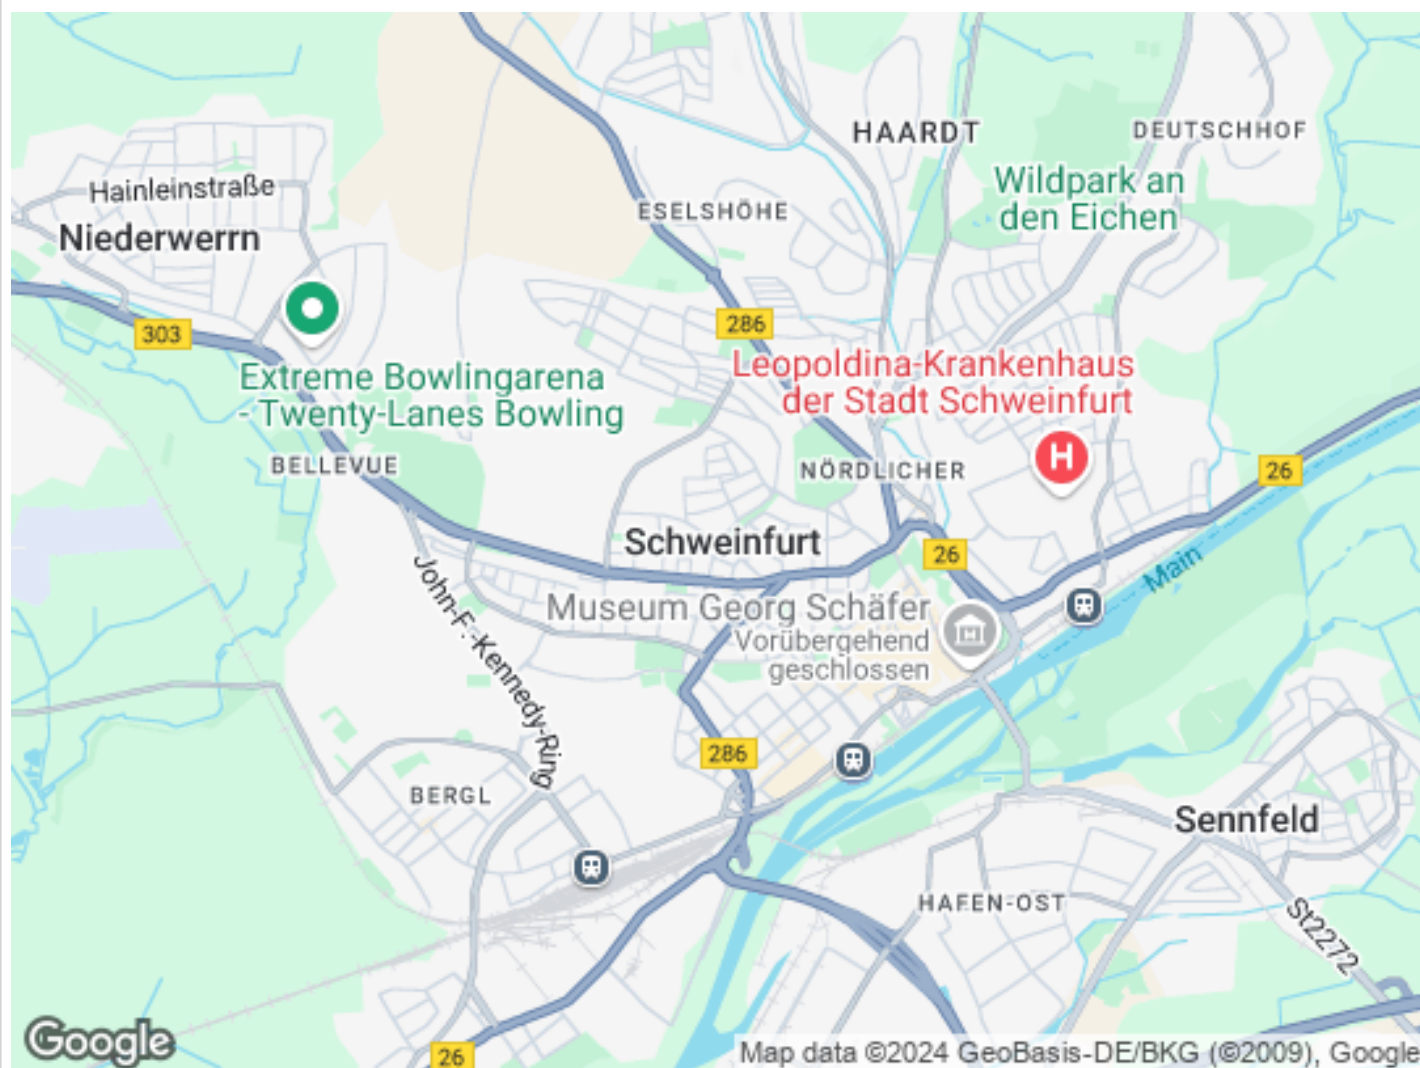 HAARDT
DEUTSCHHOF
Hainleinstraße
Wildpark an
den Eichen
ESELSHÖHE
Niederwerrn
303
286
Extreme Bowlingarena
- Twenty-Lanes Bowling
Leopoldina-Krankenhaus
der Stadt Schweinfurt
H
BELLEVUE
NÖRDLICHER
26
Schweinfurt
26
Main
John-F.-Kennedy-Ring
Museum Georg Schäfer
Vorübergehend
geschlossen
286
BERGL
Sennfeld
HAFEN-OST
St2272
Google
26
Map data ©2024 GeoBasis-DE/BKG (©2009), Google